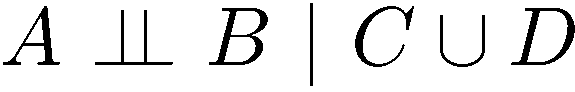 A ⫫ B | C ∪ D